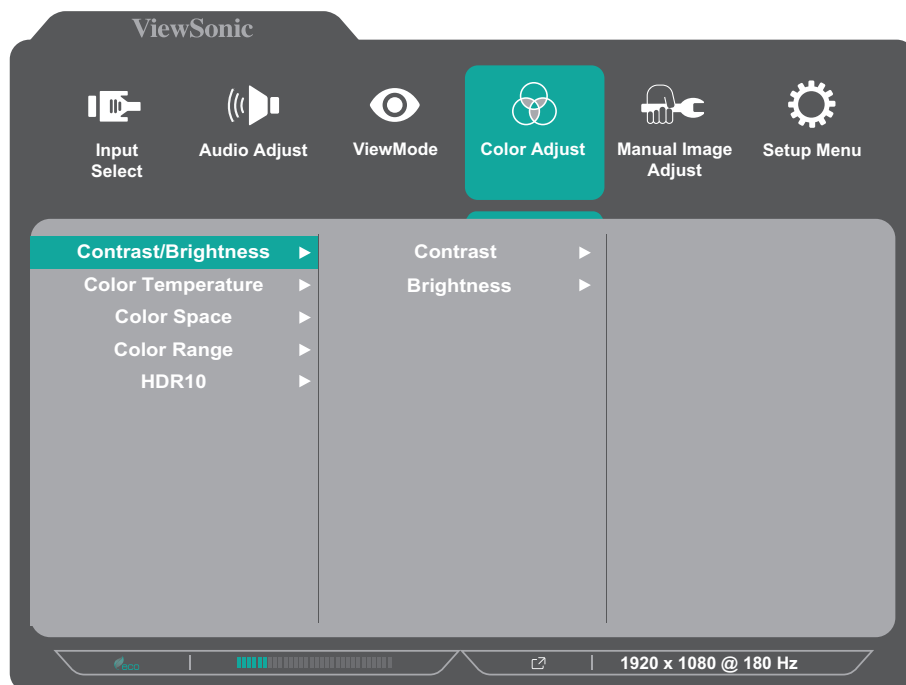 ViewSonic
Input
Select
Audio Adjust
ViewMode
Color Adjust
Manual Image
Adjust
Setup Menu
Contrast/Brightness
Color Temperature
Color Space
Color Range
HDR10
Contrast
Brightness
eco
1920 x 1080 @ 180 Hz